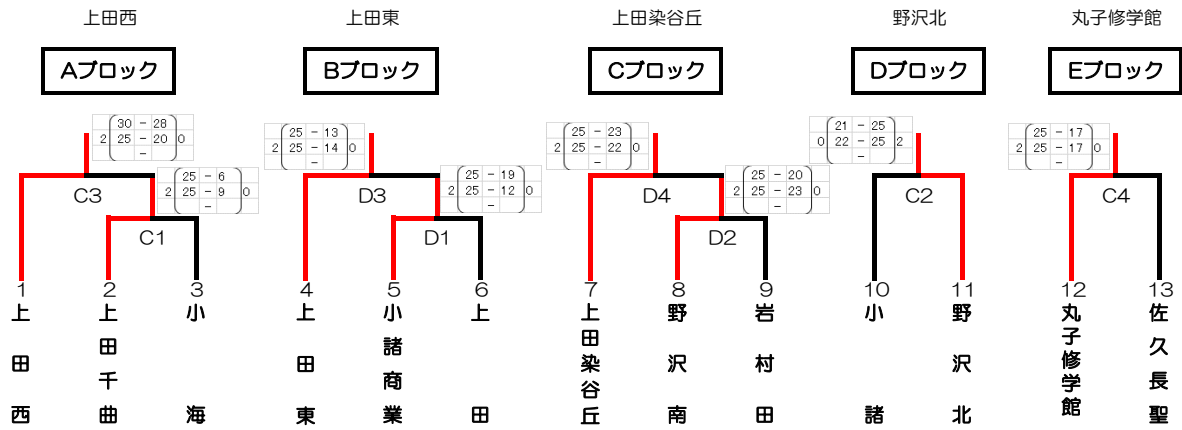 上田西
上田東
上田染谷丘
野沢北
丸子修学館
Aブロック
Bブロック
Cブロック
Dブロック
Eブロック
30 - 28
2 25 - 20 0
-
25 - 13
2 25 - 14 0
-
25 - 23
2 25 - 22 0
-
21 - 25
0 22 - 25 2
-
25 - 17
2 25 - 17 0
-
25 - 6
2 25 - 9 0
-
25 - 19
2 25 - 12 0
-
25 - 20
2 25 - 23 0
-
C3
D3
D4
C2
C4
C1
D1
D2
1
上田西
2
上田千曲
3
小海
4
上田東
5
小諸商業
6
上田
7
上田染谷丘
8
野沢南
9
岩村田
10
小諸
11
野沢北
12
丸子修学館
13
佐久長聖